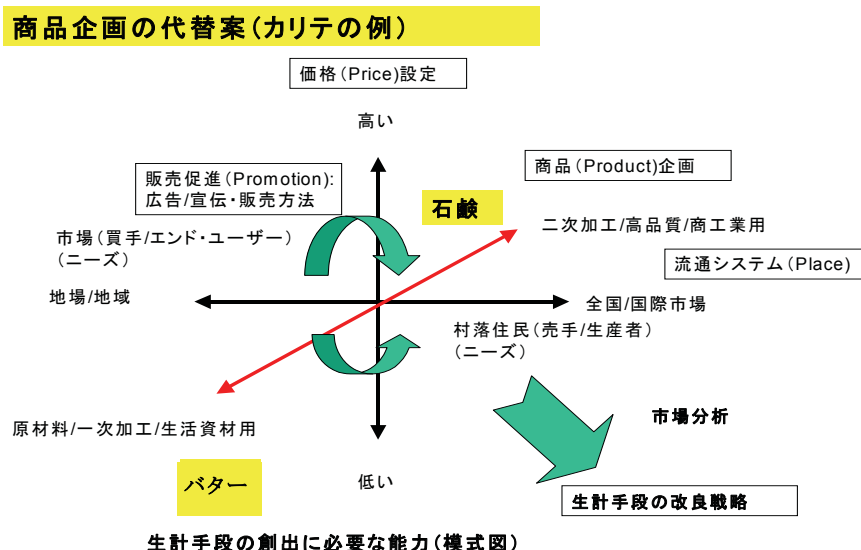 商品企画の代替案（カリテの例）
価格（Price)設定
高い
商品（Product)企画
販売促進（Promotion):
広告/宣伝・販売方法
石鹸
二次加工/高品質/商工業用
市場（買手/エンド・ユーザー）
（ニーズ）
流通システム（Place)
地場/地域
全国/国際市場
村落住民（売手/生産者）
（ニーズ）
原材料/一次加工/生活資材用
市場分析
バター
低い
生計手段の改良戦略
生計手段の創出に必要な能力（模式図）